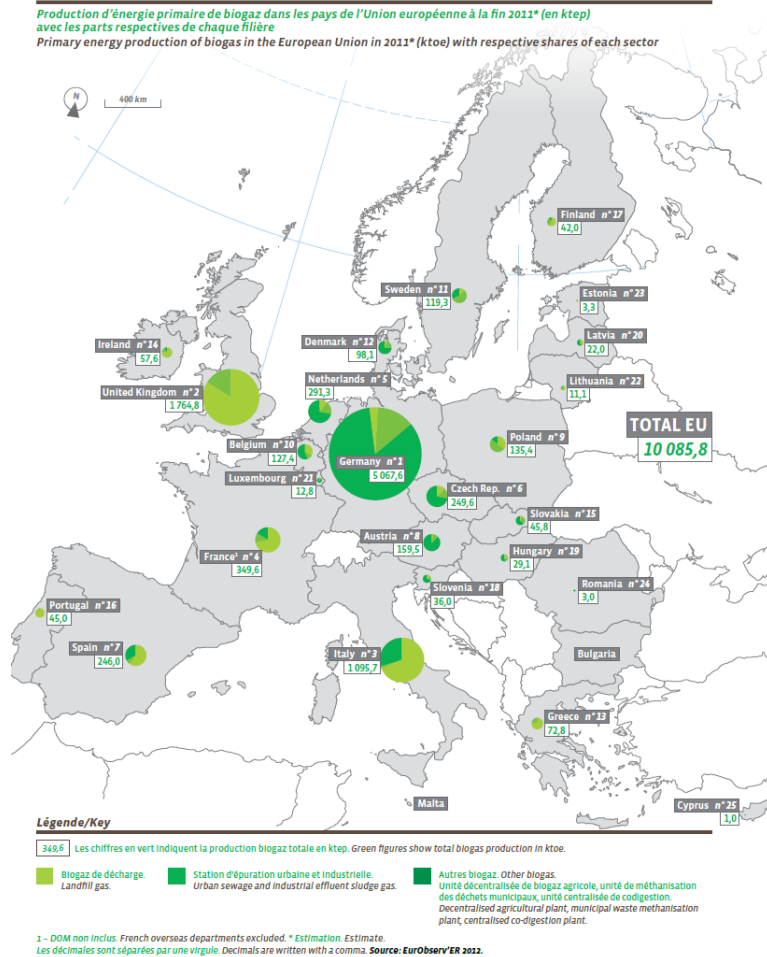 Production d'énergie primaire de biogaz dans les pays de l'Union européenne à la fin 2011* (en ktep)
avec les parts respectives de chaque filière
Primary energy production of biogas in the European Union in 2011* (ktoe) with respective shares of each sector
N
400 km
Finland n°17
42,0
Sweden n°11
119,3
Estonia n°23
3,3
Ireland n°14
57,6
Denmark n°12
98,1
Latvia n°20
22,0
Netherlands n°5
291,3
Lithuania n°22
11,1
United Kingdom n°2
1 764,8
TOTAL EU
10 085,8
Belgium n°10
127,4
Poland n°9
135,4
Germany n°1
5 067,6
Luxembourg n°21
12,8
Czech Rep. n°6
249,6
Slovakia n°15
45,8
Austria n°8
159,5
France¹ n°4
349,6
Hungary n°19
29,1
Slovenia n°18
36,0
Romania n°24
3,0
Portugal n°16
45,0
Spain n°7
246,0
Italy n°3
1 095,7
Bulgaria
Greece n°13
72,8
Malta
Cyprus n°25
1,0
Légende/Key
349,6 Les chiffres en vert indiquent la production biogaz totale en ktep. Green figures show total biogas production in ktoe.
Biogaz de décharge.
Landfill gas.
Station d'épuration urbaine et industrielle.
Urban sewage and industrial effluent sludge gas.
Autres biogaz. Other biogas.
Unité décentralisée de biogaz agricole, unité de méthanisation
des déchets municipaux, unité centralisée de codigestion.
Decentralised agricultural plant, municipal waste methanisation
plant, centralised co-digestion plant.
1 – DOM non inclus. French overseas departments excluded. * Estimation. Estimate.
Les décimales sont séparées par une virgule. Decimals are written with a comma. Source: EurObserv'ER 2012.